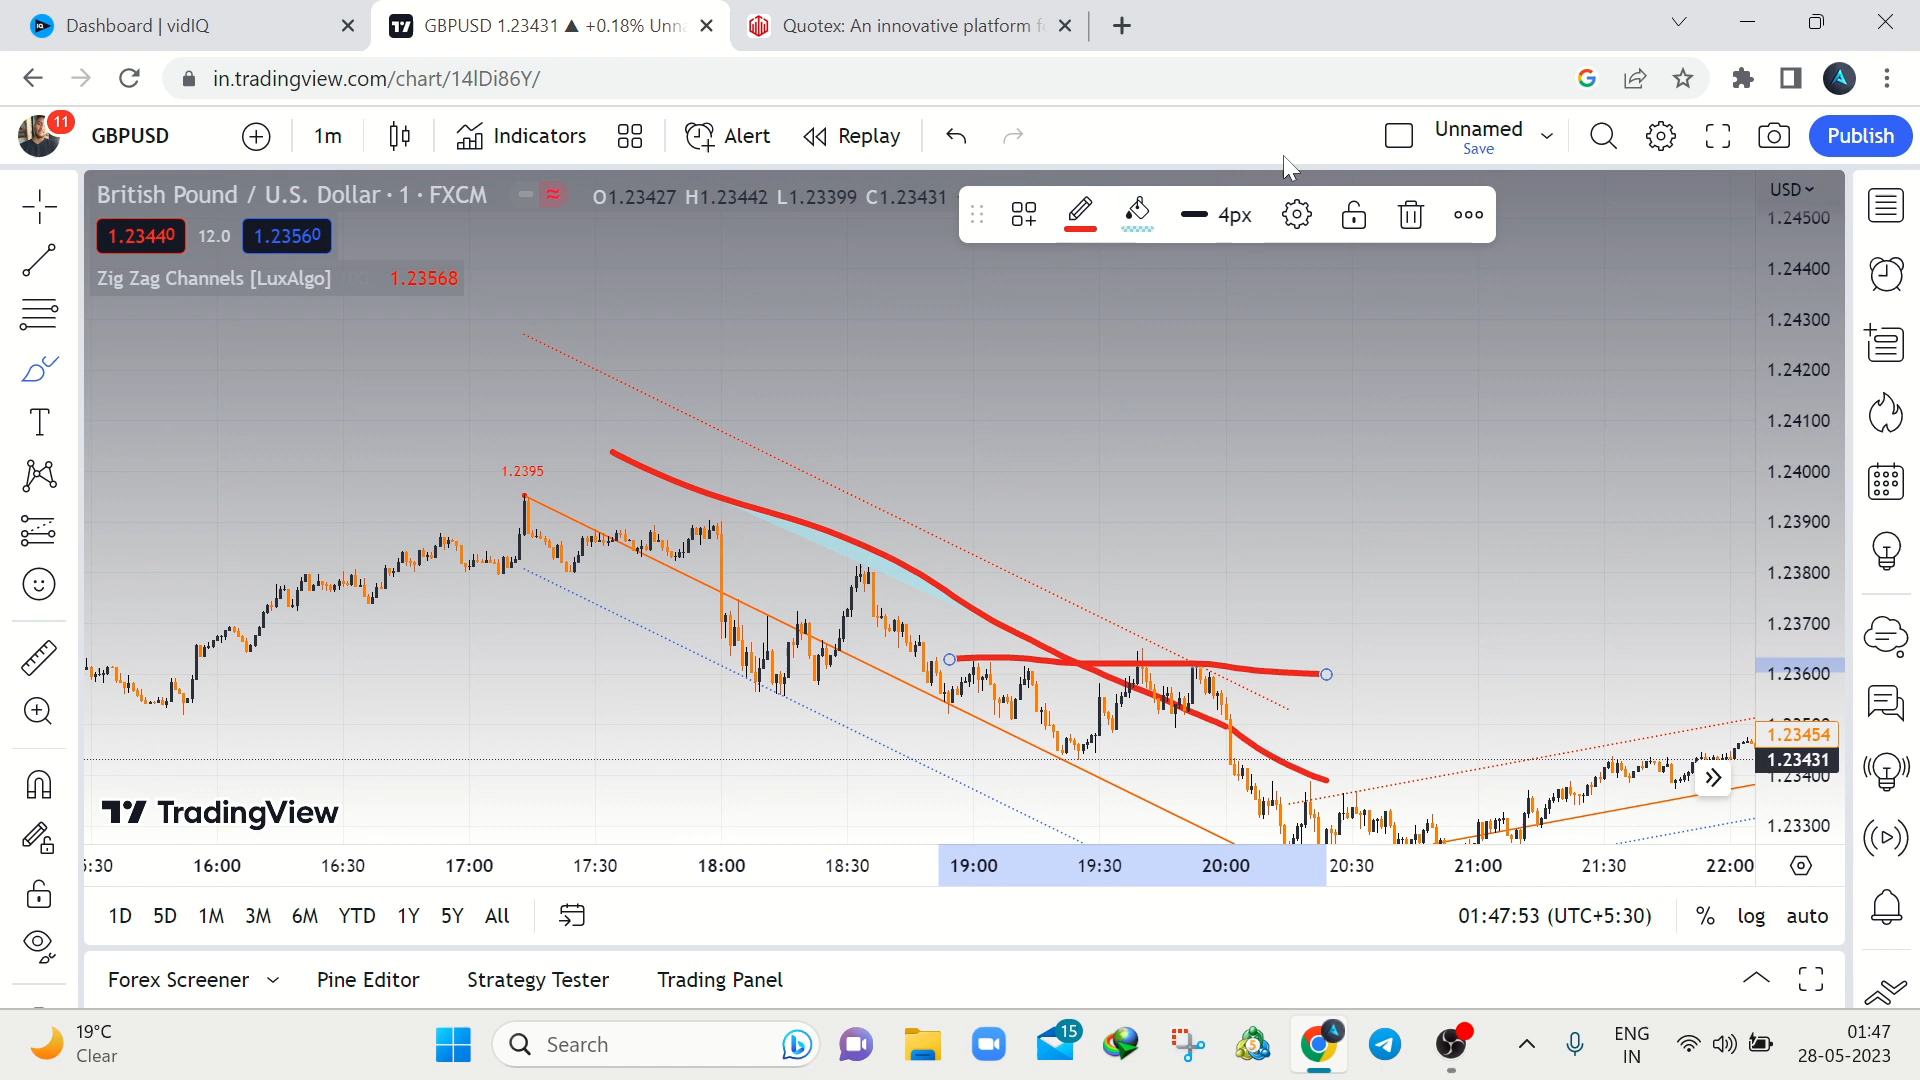 Dashboard | vidIQ
GBPUSD 1.23431 ▲ +0.18% Unna
Quotex: An innovative platform f
in.tradingview.com/chart/14lDi86Y/
11
GBPUSD
1m
Indicators
Alert
Replay
Unnamed
Save
Publish
British Pound / U.S. Dollar · 1 · FXCM
O1.23427 H1.23442 L1.23399 C1.23431
4px
USD
1.23440
12.0
1.23560
Zig Zag Channels [LuxAlgo]
1.23568
1.24500
1.24400
1.24300
1.24200
1.24100
1.24000
1.23900
1.23800
1.23700
1.23600
1.23454
1.23431
1.23400
1.23300
1.2395
TradingView
16:00 16:30 17:00 17:30 18:00 18:30 19:00 19:30 20:00 20:30 21:00 21:30 22:00
1D 5D 1M 3M 6M YTD 1Y 5Y All
01:47:53 (UTC+5:30)
% log auto
Forex Screener
Pine Editor
Strategy Tester
Trading Panel
19°C
Clear
Search
15
ENG
IN
01:47
28-05-2023